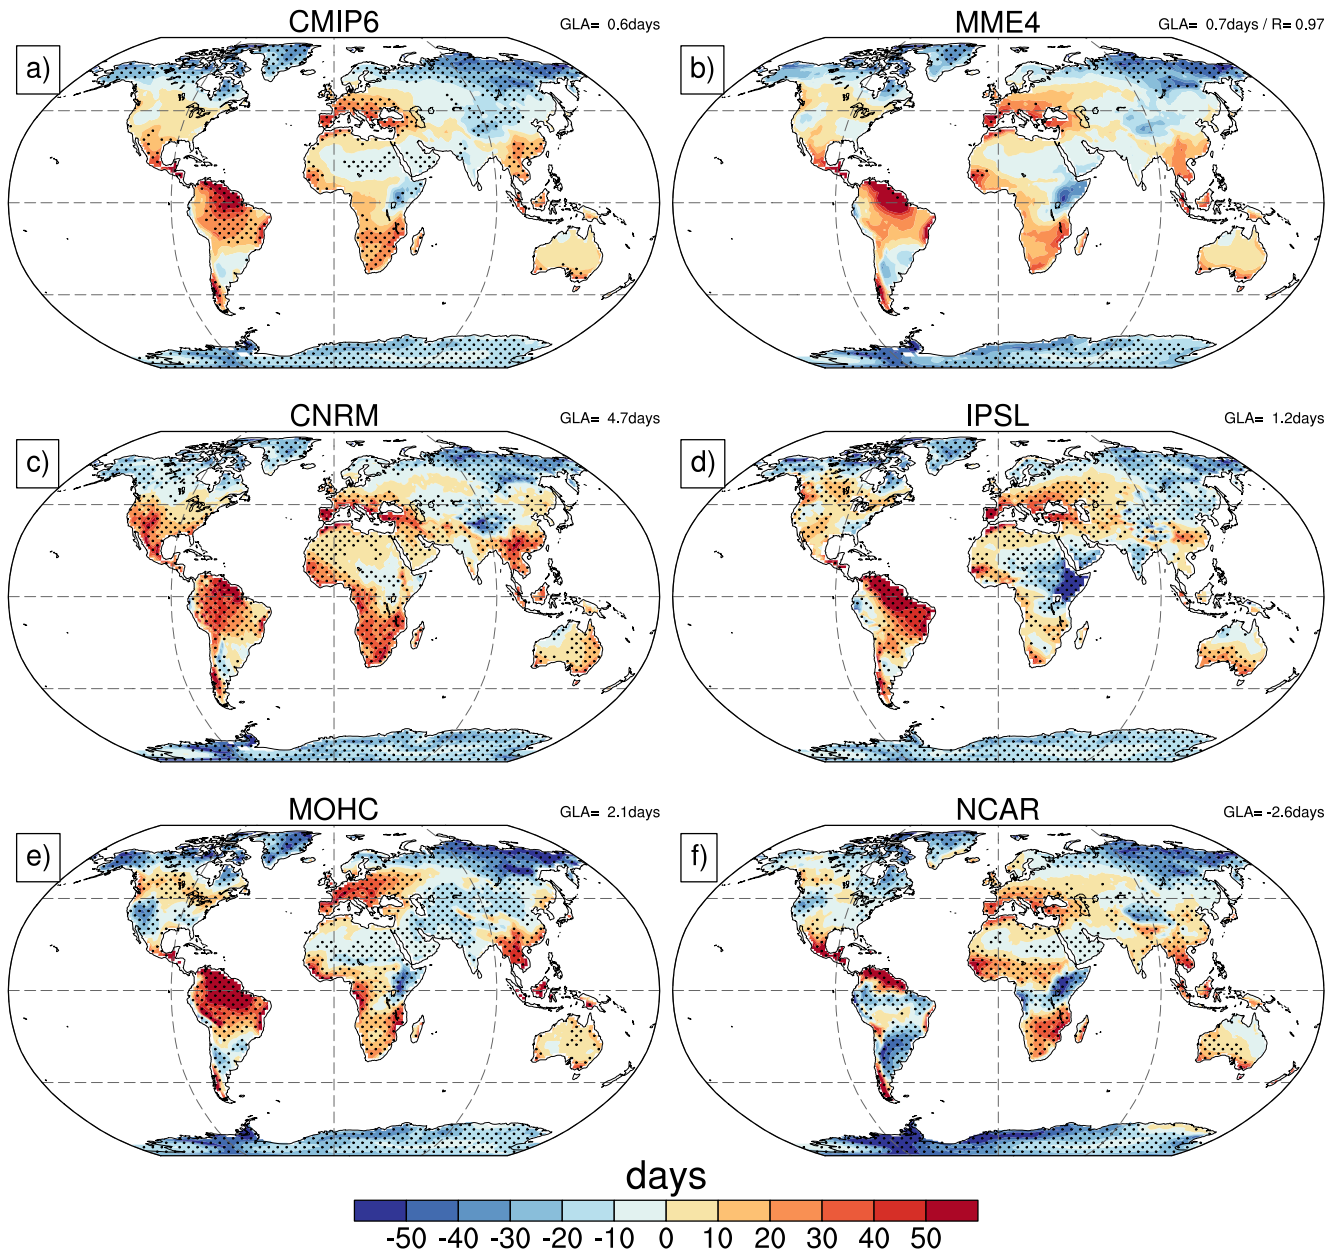 CMIP6
GLA= 0.6days
a)
MME4
GLA= 0.7days / R= 0.97
b)
CNRM
GLA= 4.7days
c)
IPSL
GLA= 1.2days
d)
MOHC
GLA= 2.1days
e)
NCAR
GLA= -2.6days
f)
days
-50 -40 -30 -20 -10 0 10 20 30 40 50